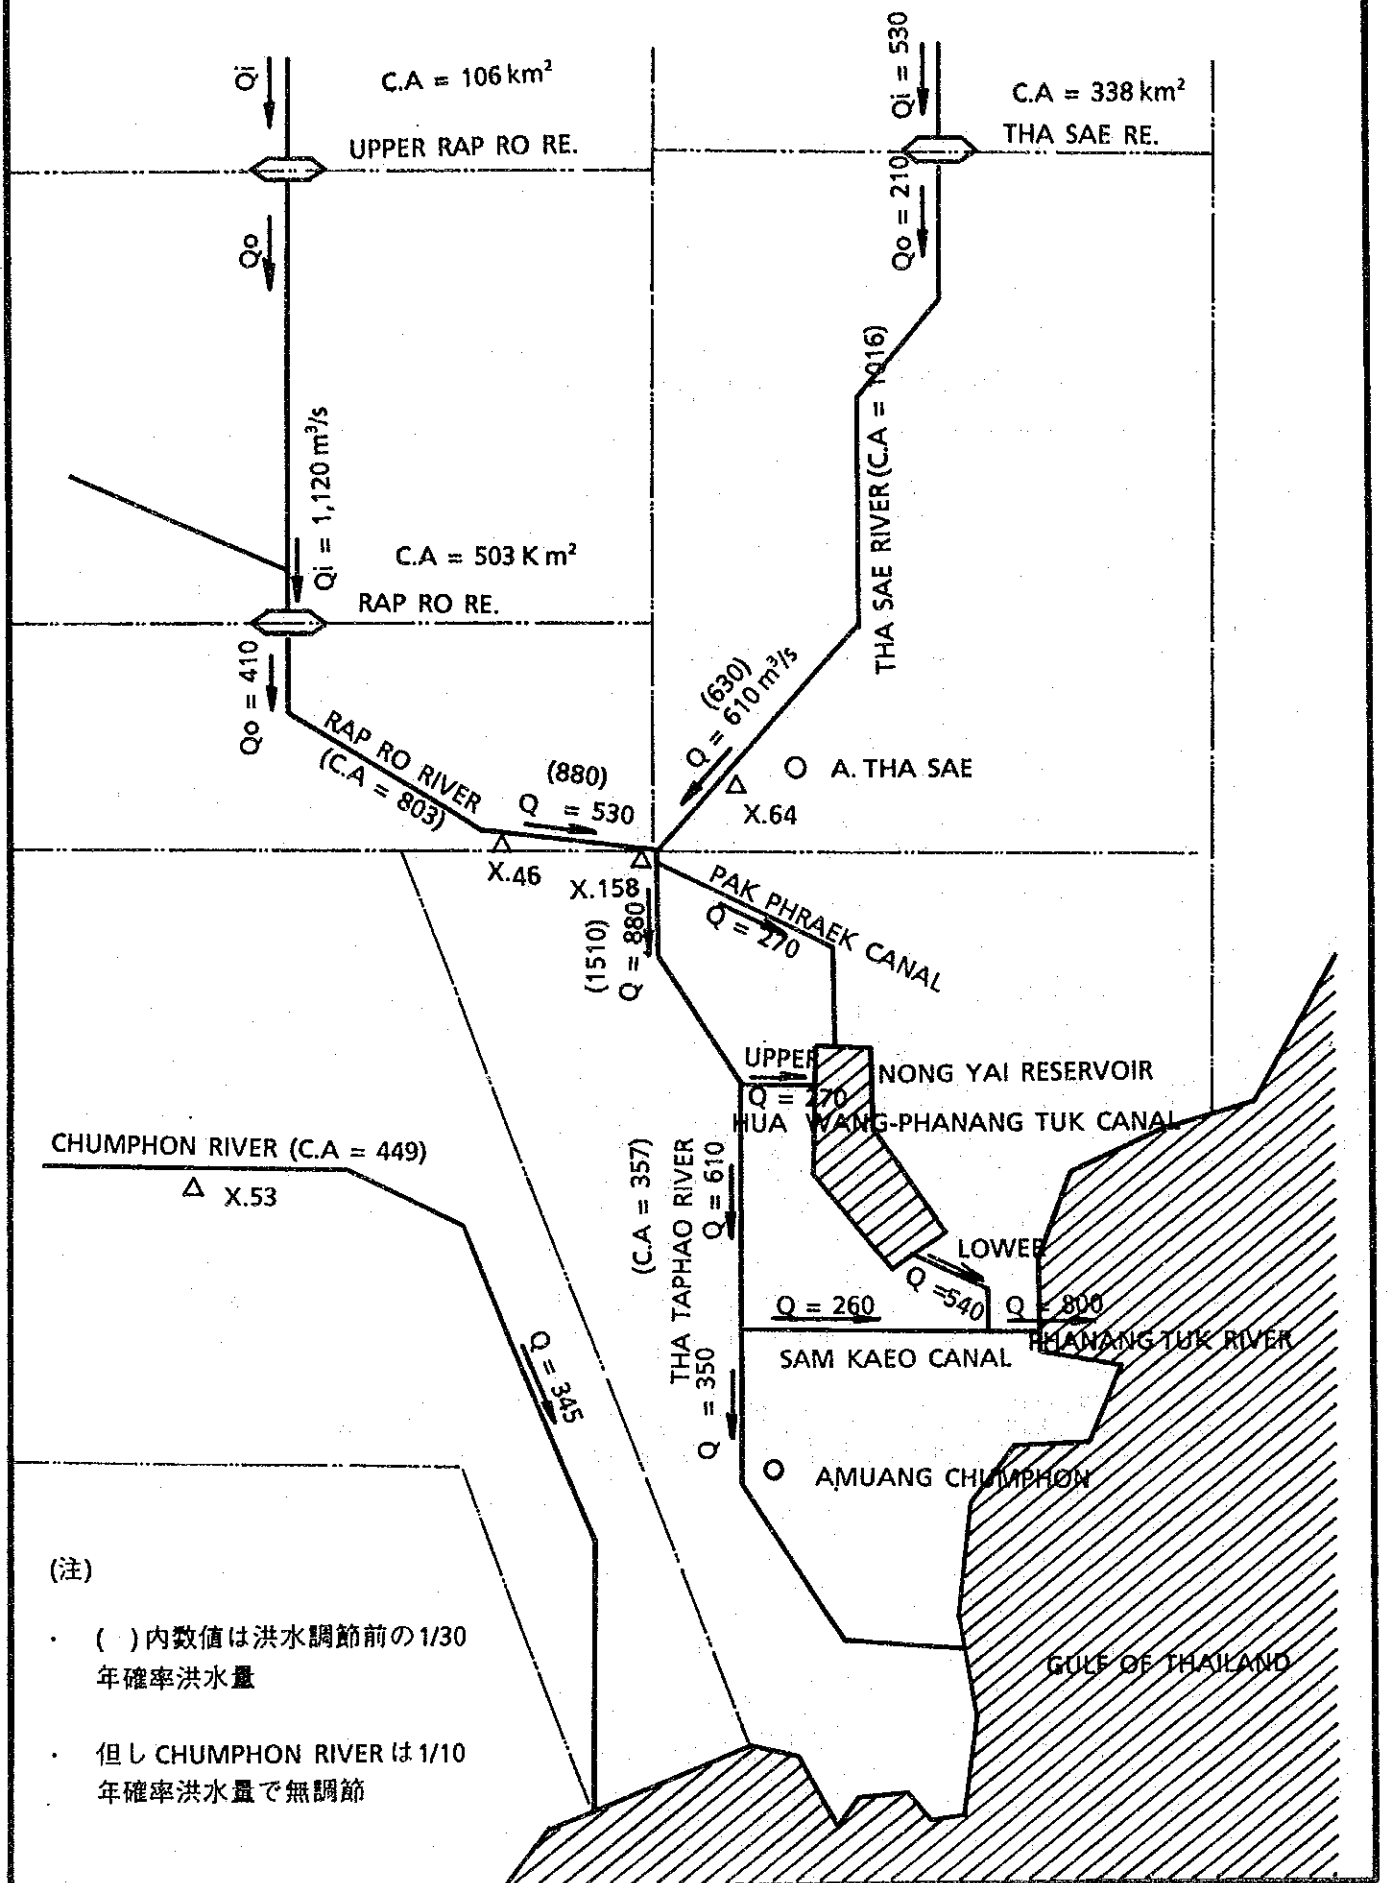 Qi
C.A = 106 km²
UPPER RAP RO RE.
Qo
Qi = 530
C.A = 338 km²
THA SAE RE.
Qo = 210
THA SAE RIVER (C.A = 1016)
Qi = 1,120 m³/s
C.A = 503 K m²
RAP RO RE.
Qo = 410
RAP RO RIVER
(C.A = 803)
(880)
Q = 530
(630)
Q = 610 m³/s
A. THA SAE
X.64
X.46
X.158
(1510)
Q = 880
PAK PHRAEK CANAL
Q = 270
UPPER
Q = 270
NONG YAI RESERVOIR
HUA WANG-PHANANG TUK CANAL
CHUMPHON RIVER (C.A = 449)
X.53
(C.A = 357)
THA TAPHAO RIVER
Q = 610
LOWER
Q = 540
Q = 260
Q = 800
PHANANG TUK RIVER
SAM KAEO CANAL
Q = 350
Q = 345
AMUANG CHUMPHON
GULF OF THAILAND
(注)
· ( ) 内数値は洪水調節前の1/30
年確率洪水量
· 但し CHUMPHON RIVER は 1/10
年確率洪水量で無調節